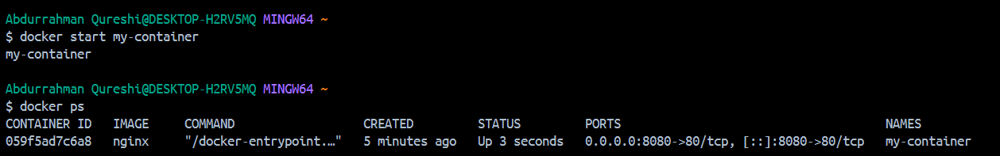 Abdurrahman Qureshi@DESKTOP-H2RV5MQ MINGW64 ~
$ docker start my-container
my-container
Abdurrahman Qureshi@DESKTOP-H2RV5MQ MINGW64 ~
$ docker ps
CONTAINER ID   IMAGE     COMMAND                  CREATED         STATUS         PORTS                                     NAMES
059f5ad7c6a8   nginx     "/docker-entrypoint.…"   5 minutes ago   Up 3 seconds   0.0.0.0:8080->80/tcp, [::]:8080->80/tcp   my-container